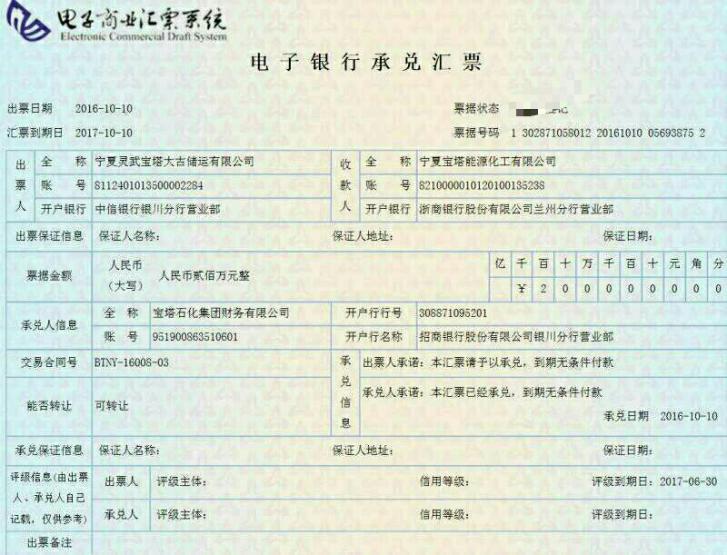 电子商业汇票系统
Electronic Commercial Draft System
电子银行承兑汇票
出票日期 2016-10-10 票据状态
汇票到期日 2017-10-10 票据号码 1 302871058012 20161010 05693875 2
出票人 全称 宁夏灵武宝塔大古储运有限公司 收款人 全称 宁夏宝塔能源化工有限公司
账号 8112401013500002284 账号 8210000010120100135238
开户银行 中信银行银川分行营业部 开户银行 浙商银行股份有限公司兰州分行营业部
出票保证信息 保证人名称: 保证人地址: 保证日期:
票据金额 人民币(大写) 人民币贰佰万元整 亿千百十万千百十元角分
¥200000000
承兑人信息 全称 宝塔石化集团财务有限公司 开户行行号 308871095201
账号 951900863510601 开户行名称 招商银行股份有限公司银川分行营业部
交易合同号 BTNY-16008-03 承兑信息 出票人承诺: 本汇票请予以承兑, 到期无条件付款
能否转让 可转让 承兑人承诺: 本汇票已经承兑, 到期无条件付款
承兑日期 2016-10-10
承兑保证信息 保证人名称: 保证人地址: 保证日期:
评级信息(由出票人、承兑人自己记载, 仅供参考) 出票人 评级主体: 信用等级: 评级到期日: 2017-06-30
承兑人 评级主体: 信用等级: 评级到期日:
出票备注